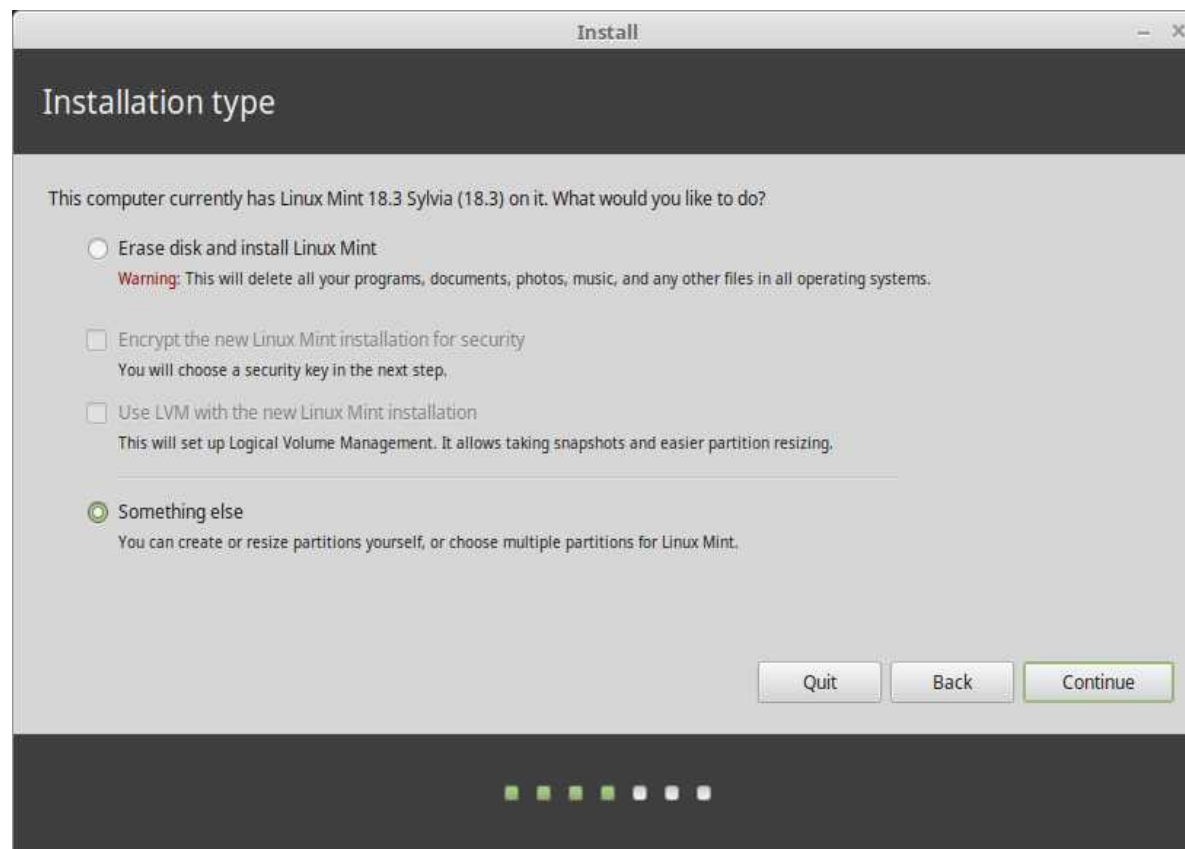 Install
Installation type
This computer currently has Linux Mint 18.3 Sylvia (18.3) on it. What would you like to do?
Erase disk and install Linux Mint
Warning: This will delete all your programs, documents, photos, music, and any other files in all operating systems.
Encrypt the new Linux Mint installation for security
You will choose a security key in the next step.
Use LVM with the new Linux Mint installation
This will set up Logical Volume Management. It allows taking snapshots and easier partition resizing.
Something else
You can create or resize partitions yourself, or choose multiple partitions for Linux Mint.
Quit Back Continue